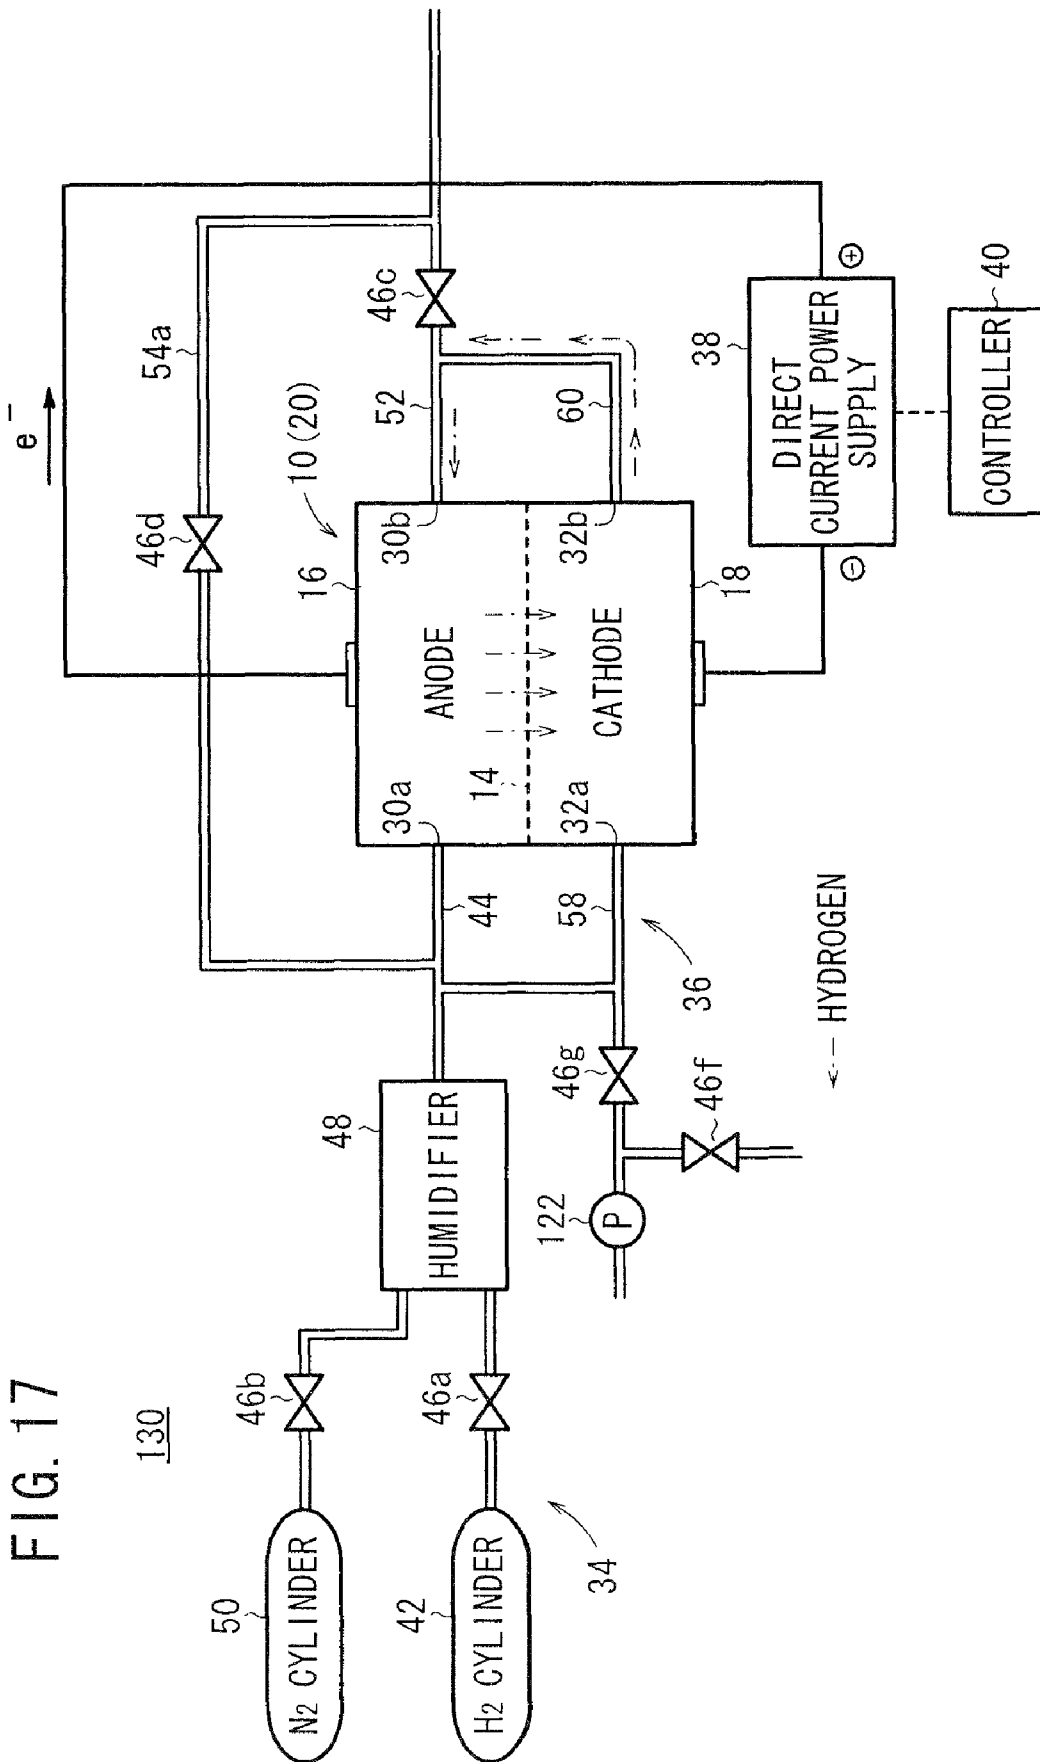 FIG. 17
130
e⁻
54a
46d
46c
10(20)
52
60
16
30b
32b
18
ANODE
CATHODE
14
30a
32a
44
58
36
48
HUMIDIFIER
46g
46f
122
P
46b
46a
50
N2 CYLINDER
42
H2 CYLINDER
34
HYDROGEN
38
DIRECT
CURRENT POWER
SUPPLY
⊕
⊖
40
CONTROLLER